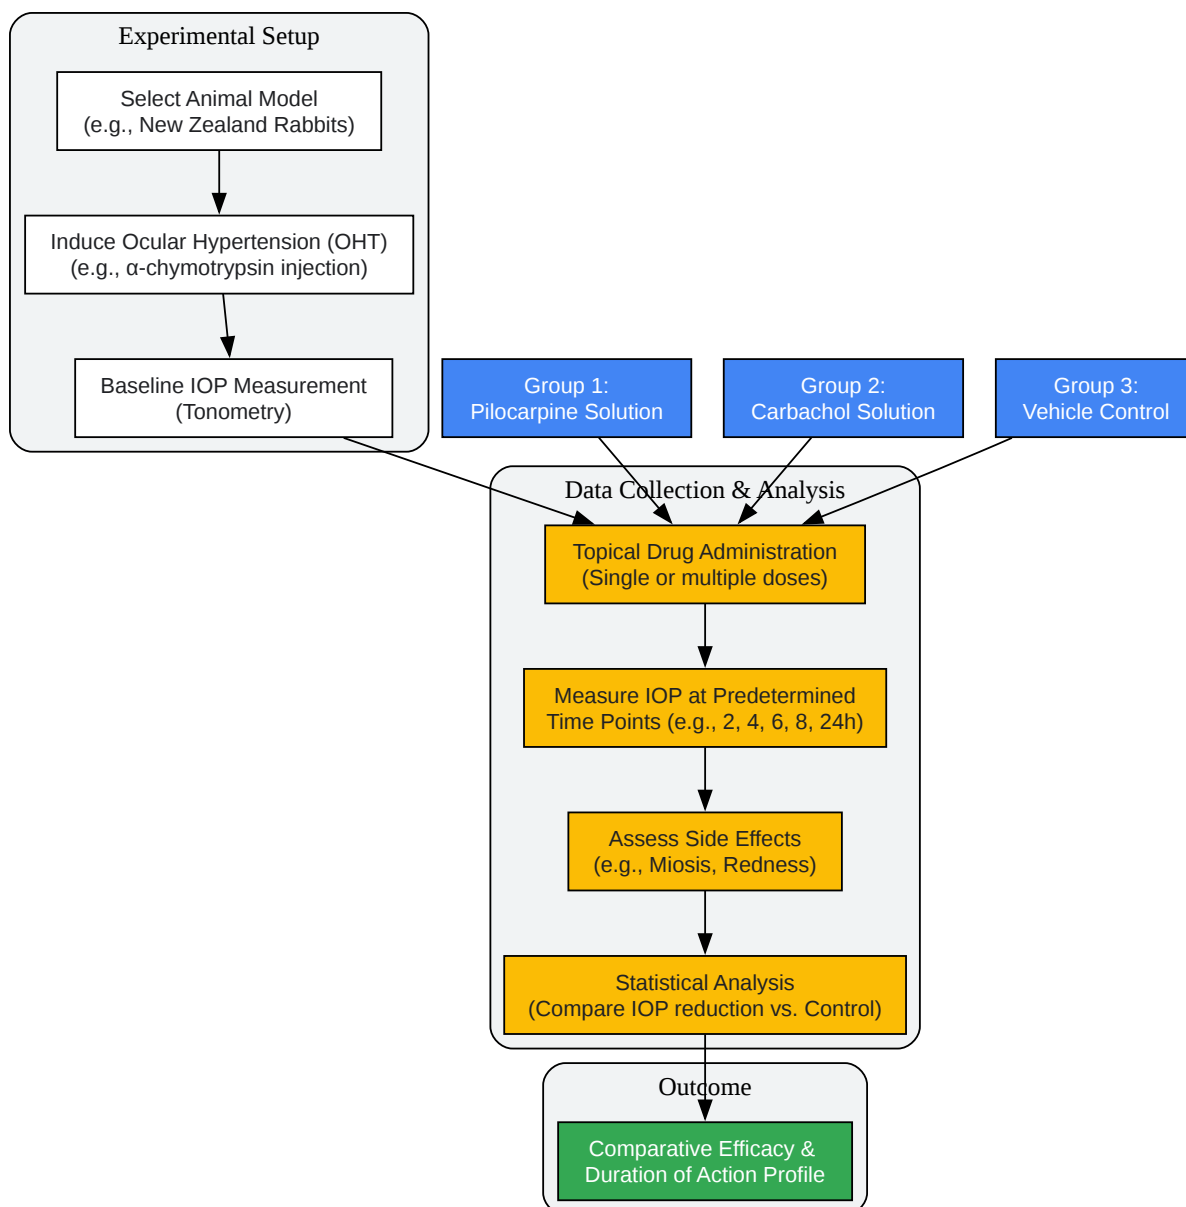 Experimental Setup
Select Animal Model
(e.g., New Zealand Rabbits)
Induce Ocular Hypertension (OHT)
(e.g., α-chymotrypsin injection)
Baseline IOP Measurement
(Tonometry)
Group 1:
Pilocarpine Solution
Group 2:
Carbachol Solution
Group 3:
Vehicle Control
Data Collection & Analysis
Topical Drug Administration
(Single or multiple doses)
Measure IOP at Predetermined
Time Points (e.g., 2, 4, 6, 8, 24h)
Assess Side Effects
(e.g., Miosis, Redness)
Statistical Analysis
(Compare IOP reduction vs. Control)
Outcome
Comparative Efficacy &
Duration of Action Profile